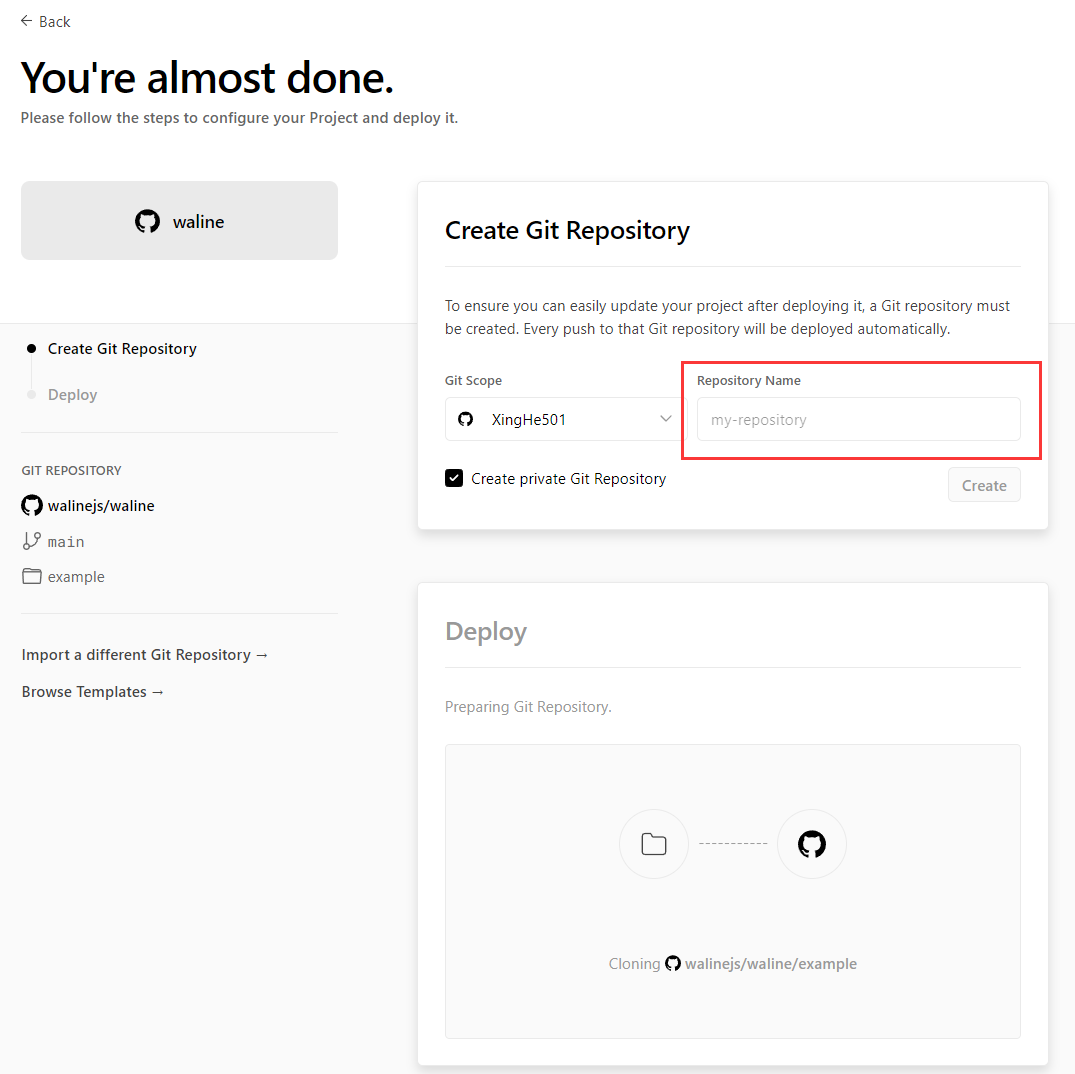 Back
You're almost done.
Please follow the steps to configure your Project and deploy it.
waline
Create Git Repository
Deploy
GIT REPOSITORY
walinejs/waline
main
example
Import a different Git Repository →
Browse Templates →
Create Git Repository
To ensure you can easily update your project after deploying it, a Git repository must
be created. Every push to that Git repository will be deployed automatically.
Git Scope
XingHe501
Repository Name
my-repository
Create private Git Repository
Create
Deploy
Preparing Git Repository.
Cloning walinejs/waline/example